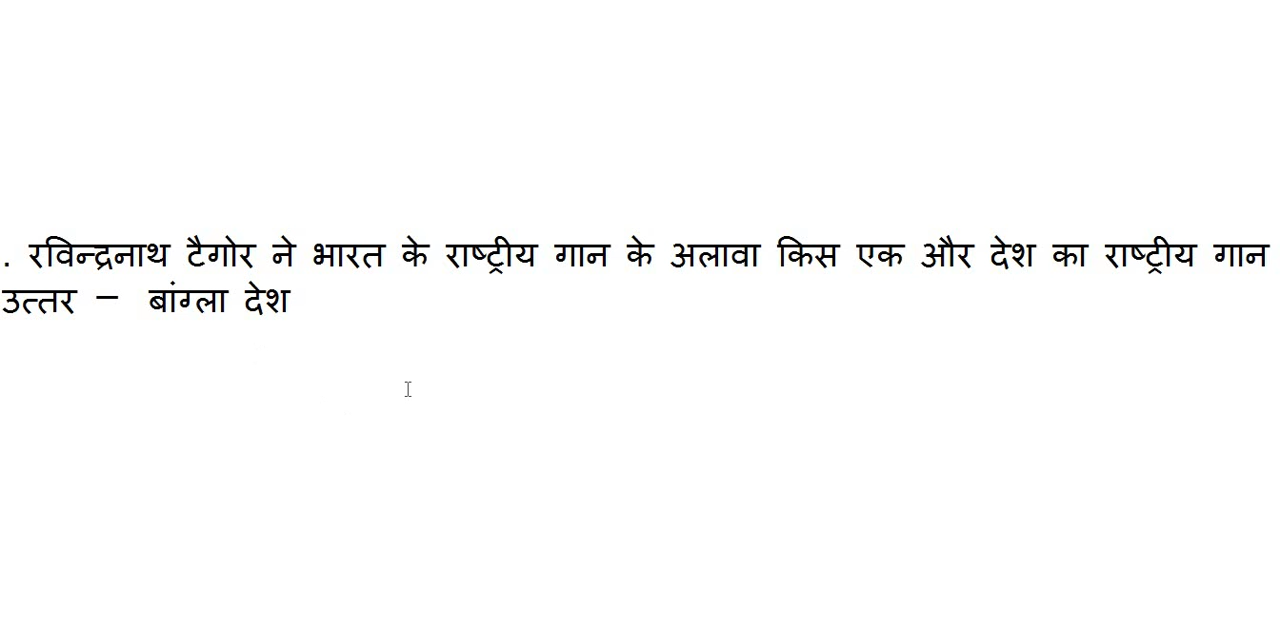 . रविन्द्रनाथ टैगोर ने भारत के राष्ट्रीय गान के अलावा किस एक और देश का राष्ट्रीय गान
उत्तर – बांग्ला देश